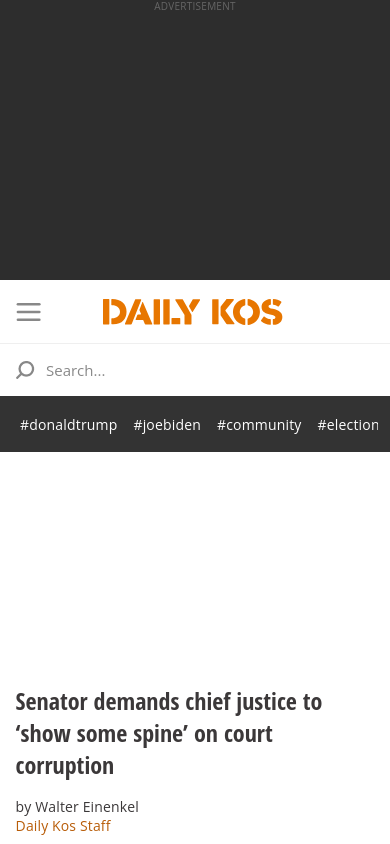 ADVERTISEMENT
DAILY KOS
Search...
#donaldtrump #joebiden #community #election
Senator demands chief justice to
‘show some spine’ on court
corruption
by Walter Einenkel
Daily Kos Staff